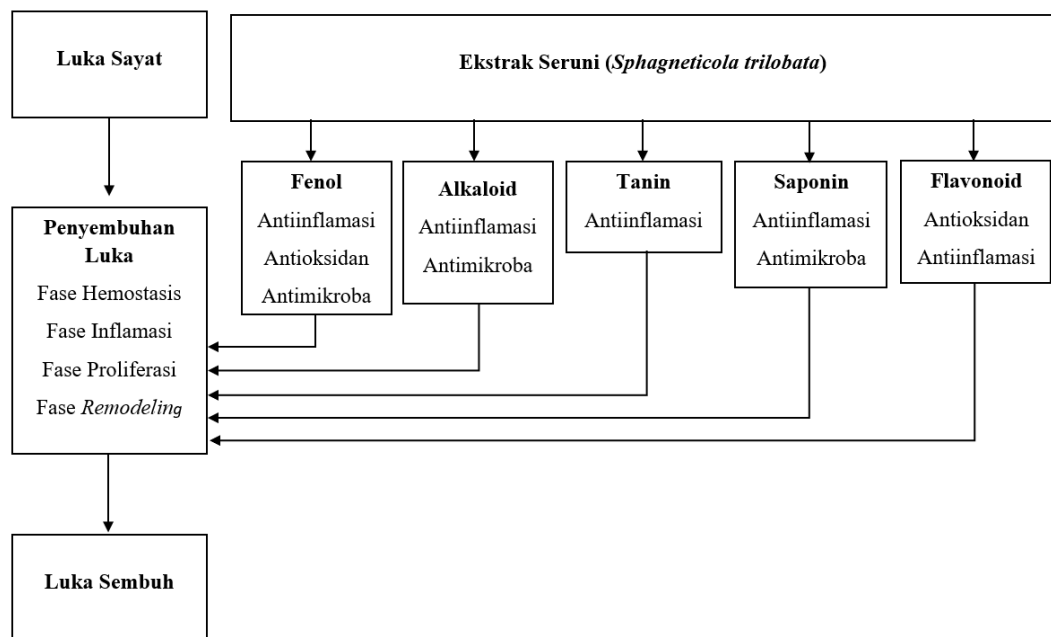 Luka Sayat
Ekstrak Seruni (Sphagneticola trilobata)
Fenol
Antiinflamasi
Antioksidan
Antimikroba
Alkaloid
Antiinflamasi
Antimikroba
Tanin
Antiinflamasi
Saponin
Antiinflamasi
Antimikroba
Flavonoid
Antioksidan
Antiinflamasi
Penyembuhan
Luka
Fase Hemostasis
Fase Inflamasi
Fase Proliferasi
Fase Remodeling
Luka Sembuh